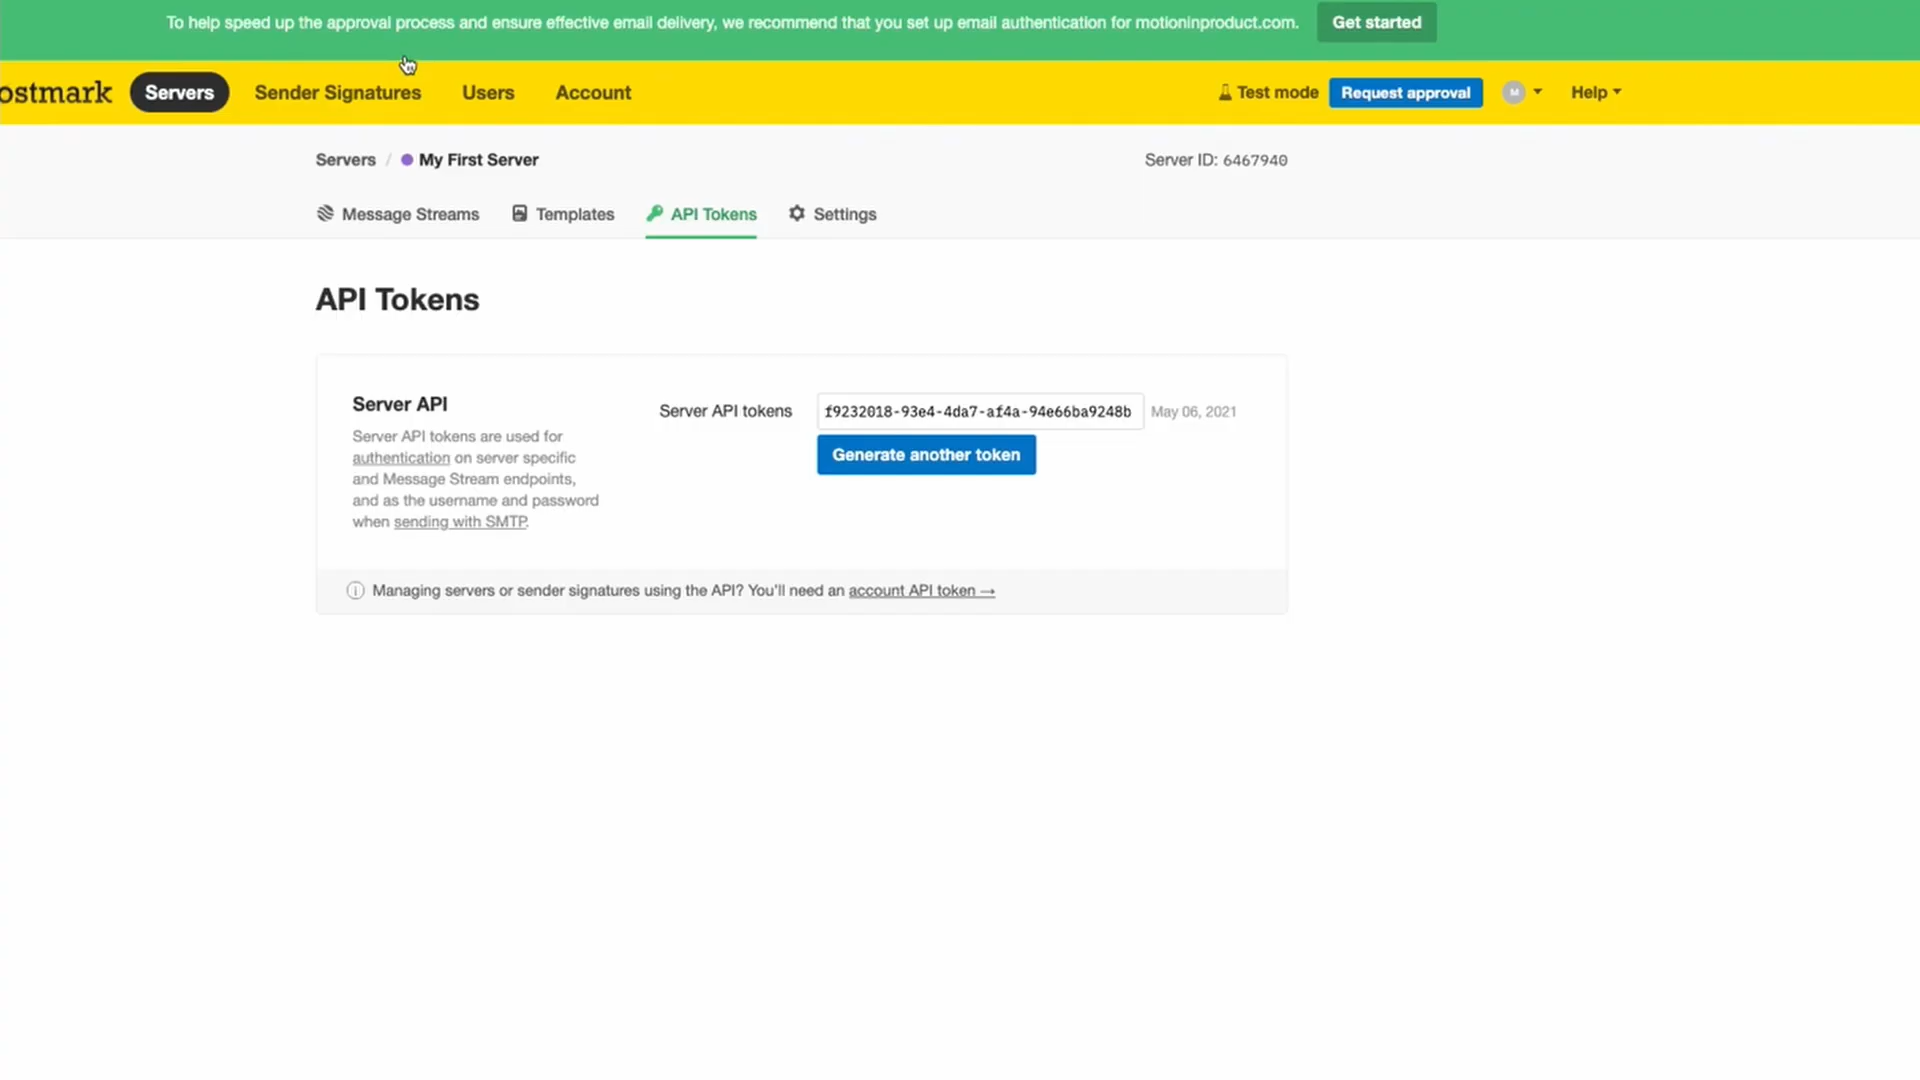 To help speed up the approval process and ensure effective email delivery, we recommend that you set up email authentication for motioninproduct.com. Get started
ostmark Servers Sender Signatures Users Account Test mode Request approval M Help
Servers / My First Server Server ID: 6467940
Message Streams Templates API Tokens Settings
API Tokens
Server API
Server API tokens are used for
authentication on server specific
and Message Stream endpoints,
and as the username and password
when sending with SMTP.
Server API tokens f9232018-93e4-4da7-af4a-94e66ba9248b May 06, 2021
Generate another token
Managing servers or sender signatures using the API? You'll need an account API token →